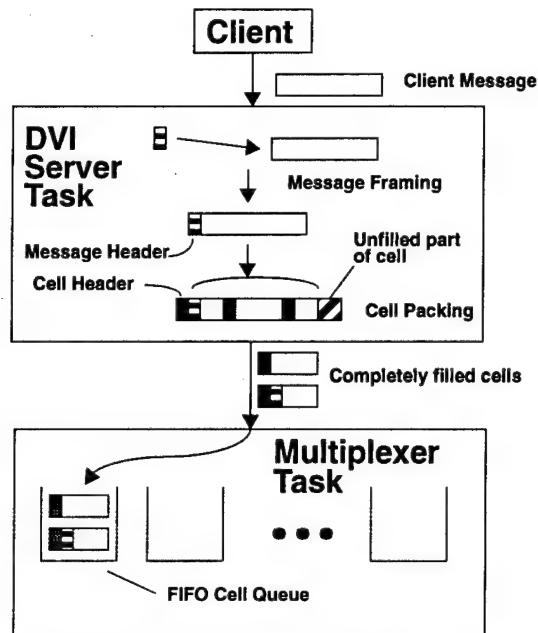 Client
Client Message
DVI
Server
Task
Message Framing
Message Header
Unfilled part
of cell
Cell Header
Cell Packing
Completely filled cells
Multiplexer
Task
FIFO Cell Queue